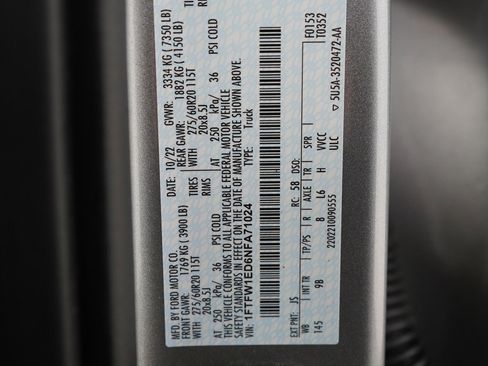 MFD. BY FORD MOTOR CO.
DATE: 10/22 GVWR: 3334 KG (7350 LB)
FRONT GAWR: 1769 KG (3900 LB) REAR GAWR: 1882 KG (4150 LB)
275/60R20 115T TIRES WITH 275/60R20 115T TIRES
20x8.5J RIMS 20x8.5J
AT 250 kPa/ 36 PSI COLD AT 250 kPa/ 36 PSI COLD
THIS VEHICLE CONFORMS TO ALL APPLICABLE FEDERAL MOTOR VEHICLE
SAFETY STANDARDS IN EFFECT ON THE DATE OF MANUFACTURE SHOWN ABOVE.
VIN: 1FTFW1ED6NFA71024 TYPE: Truck
F0153
T0352
EXT PNT: JS RC: 58 DSO:
WB INT TR TP/PS R AXLE TR SPR
145 9B 8 L6 H VVCC
2202210090555 ULC
▽ 5U5A-3520472-AA